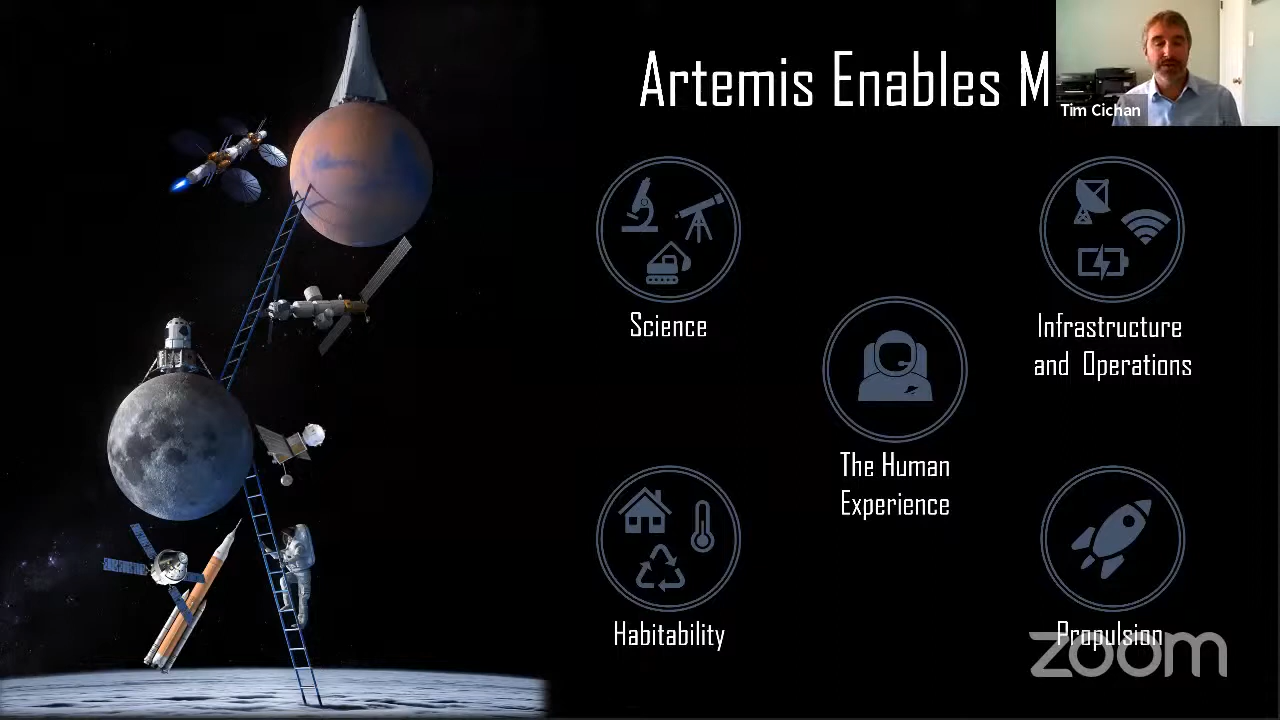 Artemis Enables M
Tim Cichan
Science
Infrastructure
and Operations
The Human
Experience
Habitability
Propulsion
zoom